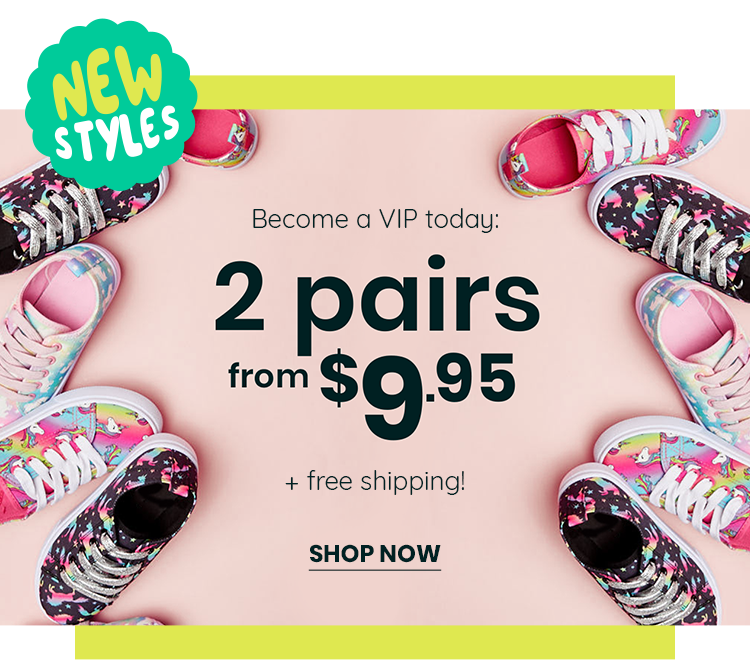 NEW
STYLES
Become a VIP today:
2 pairs
from $9.95
+ free shipping!
SHOP NOW